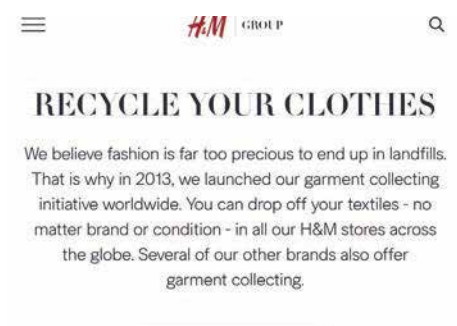 H&M GROUP
RECYCLE YOUR CLOTHES
We believe fashion is far too precious to end up in landfills.
That is why in 2013, we launched our garment collecting
initiative worldwide. You can drop off your textiles - no
matter brand or condition - in all our H&M stores across
the globe. Several of our other brands also offer
garment collecting.